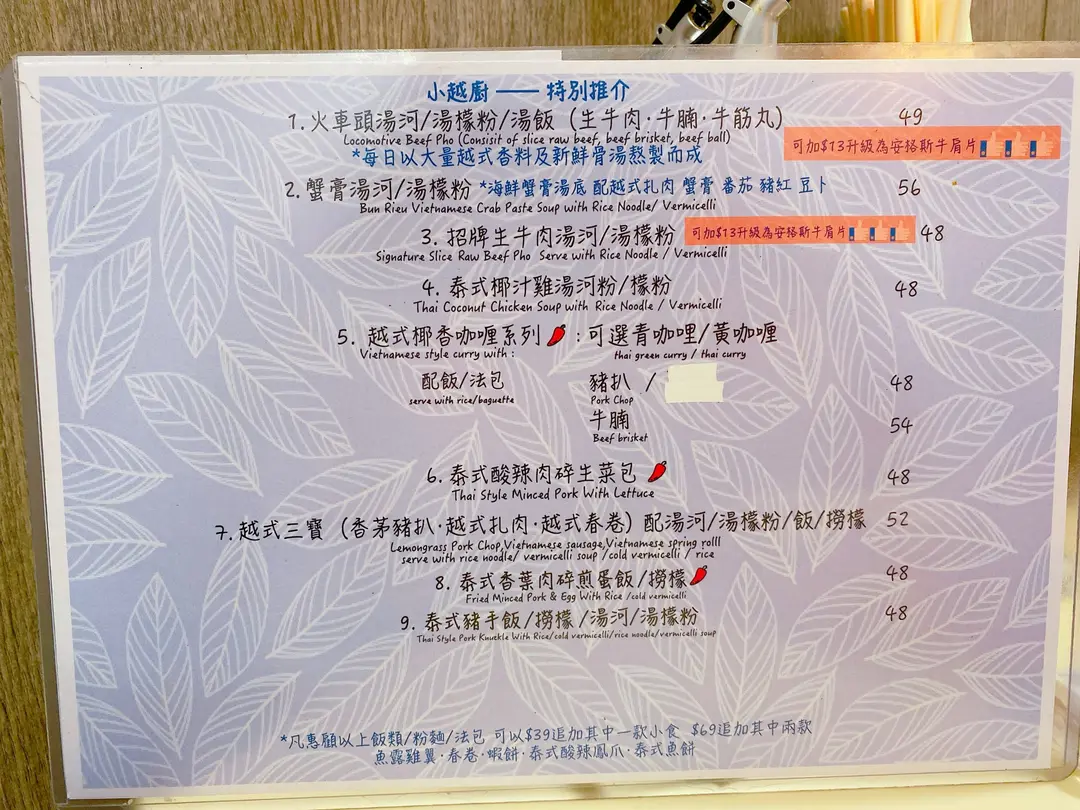 小越廚 —— 特別推介
1. 火車頭湯河/湯檬粉/湯飯 (生牛肉·牛腩·牛筋丸) 49
Locomotive Beef Pho (Consisit of slice raw beef, beef brisket, beef ball)
可加$13升級為安格斯牛肩片
*每日以大量越式香料及新鮮骨湯熬製而成
2. 蟹膏湯河/湯檬粉 *海鮮蟹膏湯底 配越式扎肉 蟹膏 番茄 豬紅 豆卜 56
Bun Rieu Vietnamese Crab Paste Soup with Rice Noodle/ Vermicelli
3. 招牌生牛肉湯河/湯檬粉 可加$13升級為安格斯牛肩片 48
Signature Slice Raw Beef Pho Serve with Rice Noodle / Vermicelli
4. 泰式椰汁雞湯河粉/檬粉 48
Thai Coconut Chicken Soup with Rice Noodle / Vermicelli
5. 越式椰香咖喱系列 : 可選青咖哩/黃咖喱
Vietnamese style curry with : thai green curry / thai curry
配飯/法包 豬扒 / 48
serve with rice/baguette Pork Chop
牛腩 54
Beef brisket
6. 泰式酸辣肉碎生菜包 48
Thai Style Minced Pork With Lettuce
7. 越式三寶 (香茅豬扒·越式扎肉·越式春卷) 配湯河/湯檬粉/飯/撈檬 52
Lemongrass Pork Chop,Vietnamese sausage,Vietnamese spring rolll
serve with rice noodle/ vermicelli soup /cold vermicelli / rice
8. 泰式香葉肉碎煎蛋飯/撈檬 48
Fried Minced Pork & Egg With Rice /cold vermicelli
9. 泰式豬手飯/撈檬 /湯河/湯檬粉 48
Thai Style Pork Knuckle With Rice/cold vermicelli/rice noodle/vermicelli soup
*凡惠顧以上飯類/粉麵/法包 可以$39追加其中一款小食 $69追加其中兩款
魚露雞翼·春卷·蝦餅·泰式酸辣鳳爪·泰式魚餅